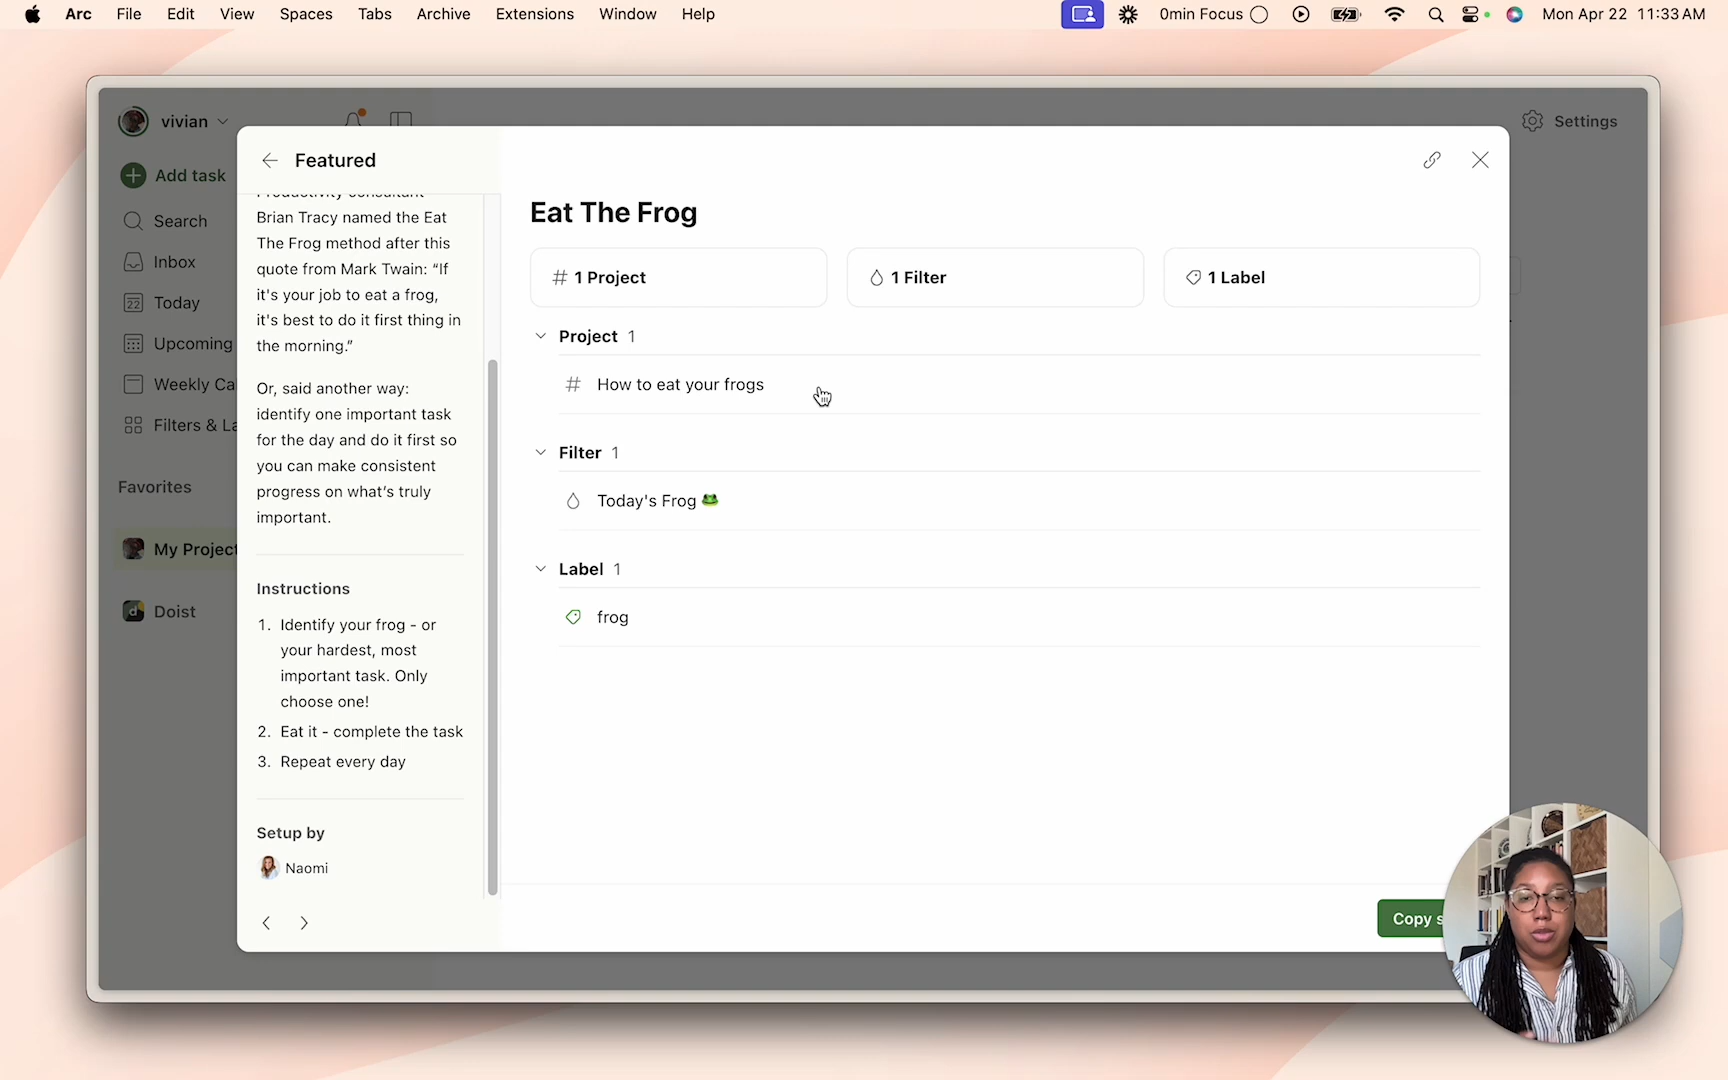 Arc File Edit View Spaces Tabs Archive Extensions Window Help 0min Focus Mon Apr 22 11:33 AM
vivian
Settings
Add task
Search
Inbox
22 Today
Upcoming
Weekly Ca
Filters & La
Favorites
My Project
Doist
Featured
Productivity consultant
Brian Tracy named the Eat
The Frog method after this
quote from Mark Twain: “If
it's your job to eat a frog,
it's best to do it first thing in
the morning.”
Or, said another way:
identify one important task
for the day and do it first so
you can make consistent
progress on what’s truly
important.
Instructions
1. Identify your frog - or
your hardest, most
important task. Only
choose one!
2. Eat it - complete the task
3. Repeat every day
Setup by
Naomi
Eat The Frog
# 1 Project
1 Filter
1 Label
Project 1
# How to eat your frogs
Filter 1
Today's Frog 🐸
Label 1
frog
Copy s